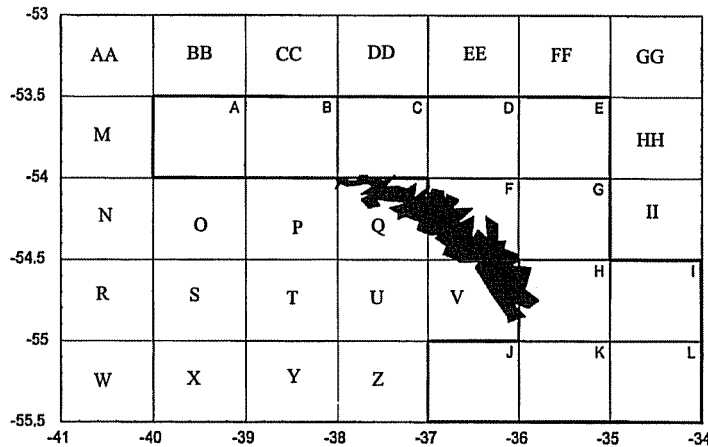 -53
AA BB CC DD EE FF GG
-53.5
A B C D E
M HH
-54
F G
N O P Q II
-54.5
H I
R S T U V
-55
J K L
W X Y Z
-55.5
-41 -40 -39 -38 -37 -36 -35 -34